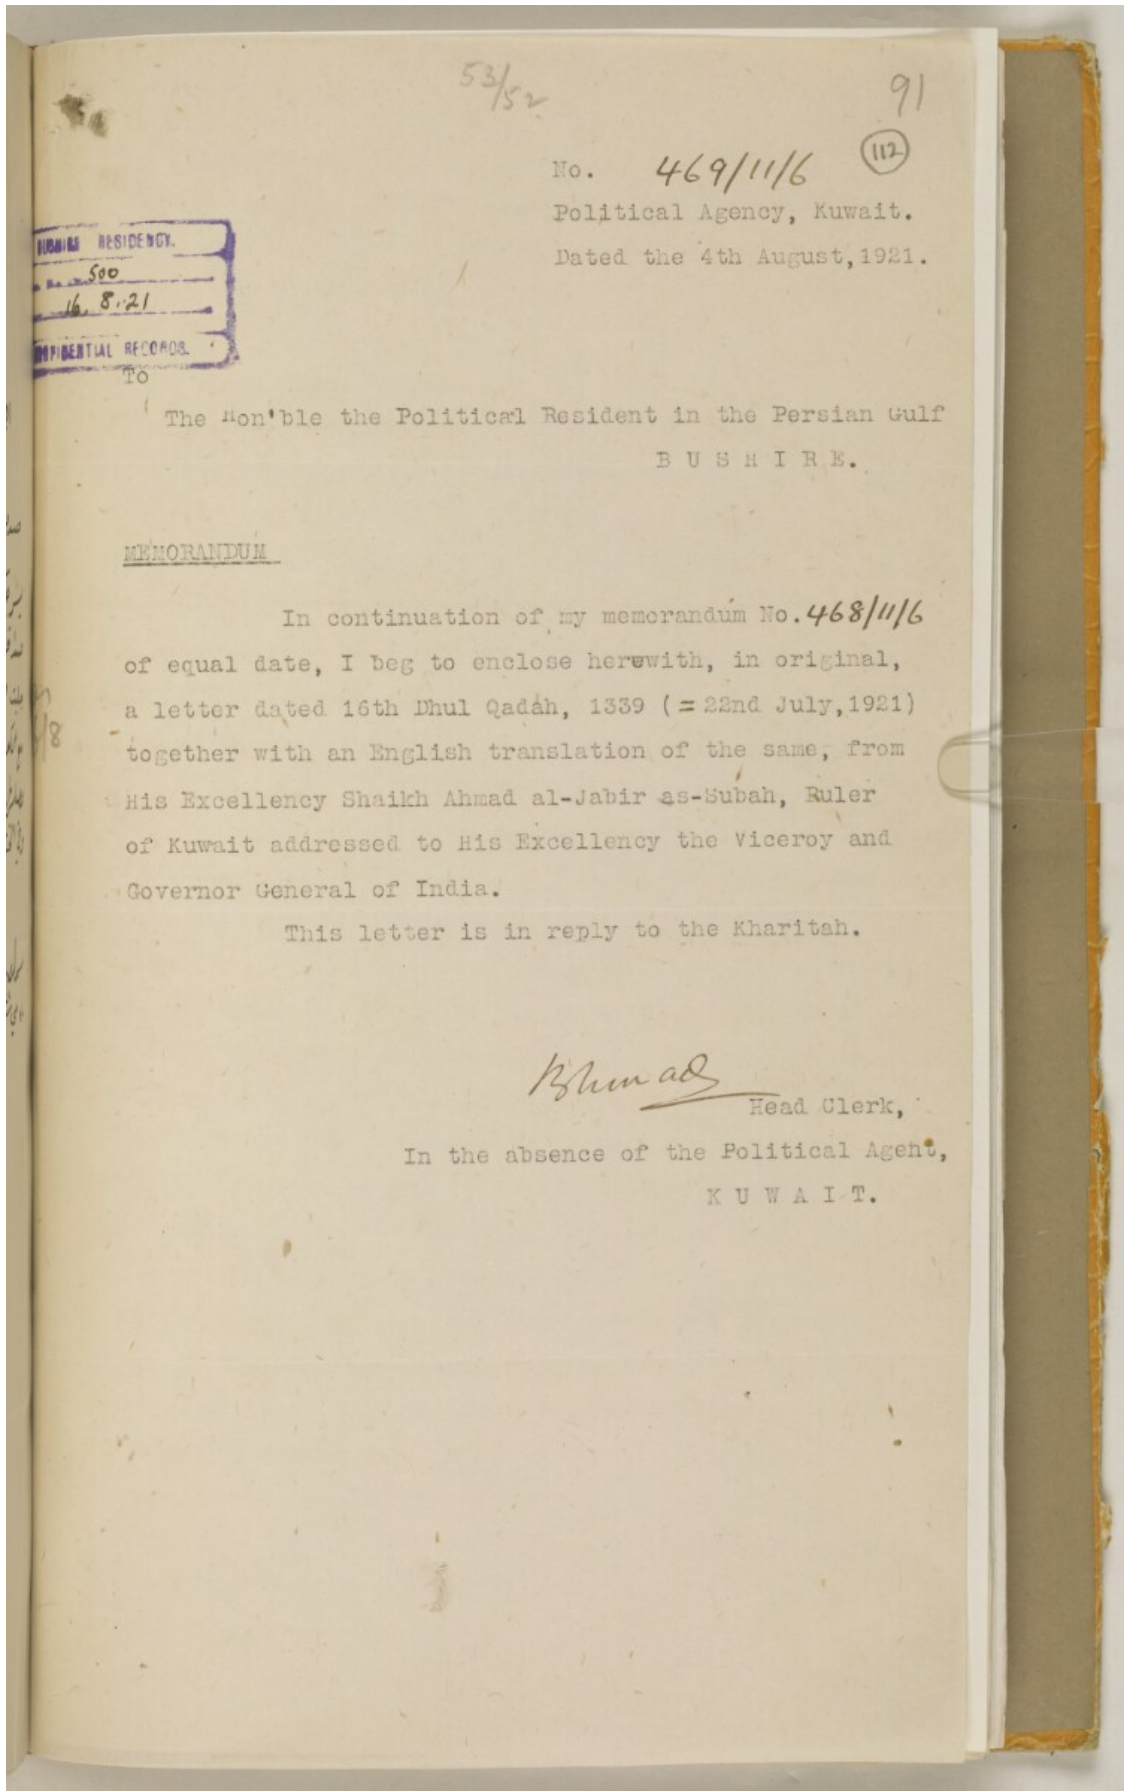 53/52
91
112
No. 469/11/6
Political Agency, Kuwait.
Dated the 4th August, 1921.
RESIDENCY.
No. 500
16. 8. 21
CONFIDENTIAL RECORDS.
To
The Hon'ble the Political Resident in the Persian Gulf
B U S H I R E.
MEMORANDUM
In continuation of my memorandum No. 468/11/6
of equal date, I beg to enclose herewith, in original,
a letter dated 16th Dhul Qadah, 1339 (= 22nd July, 1921)
together with an English translation of the same, from
His Excellency Shaikh Ahmad al-Jabir as-Subah, Ruler
of Kuwait addressed to His Excellency the Viceroy and
Governor General of India.
This letter is in reply to the Kharitah.
Head Clerk,
In the absence of the Political Agent,
K U W A I T.